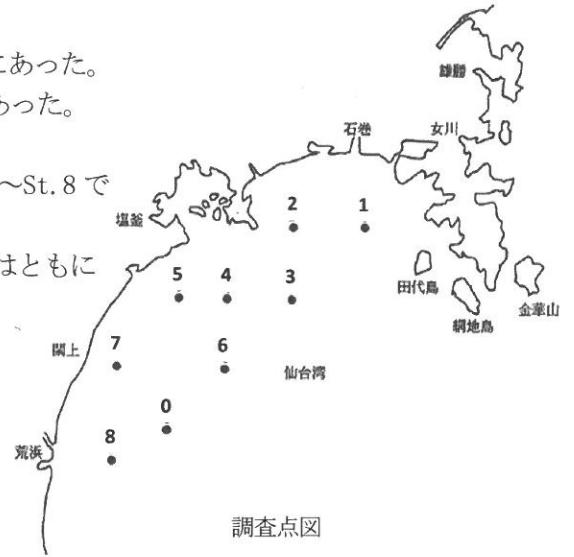 にあった。
あった。
～St. 8 で
はともに
雄勝
石巻
女川
塩釜
2
1
5
4
3
田代島
網地島
金華山
閖上
7
6
仙台湾
0
荒浜
8
調査点図